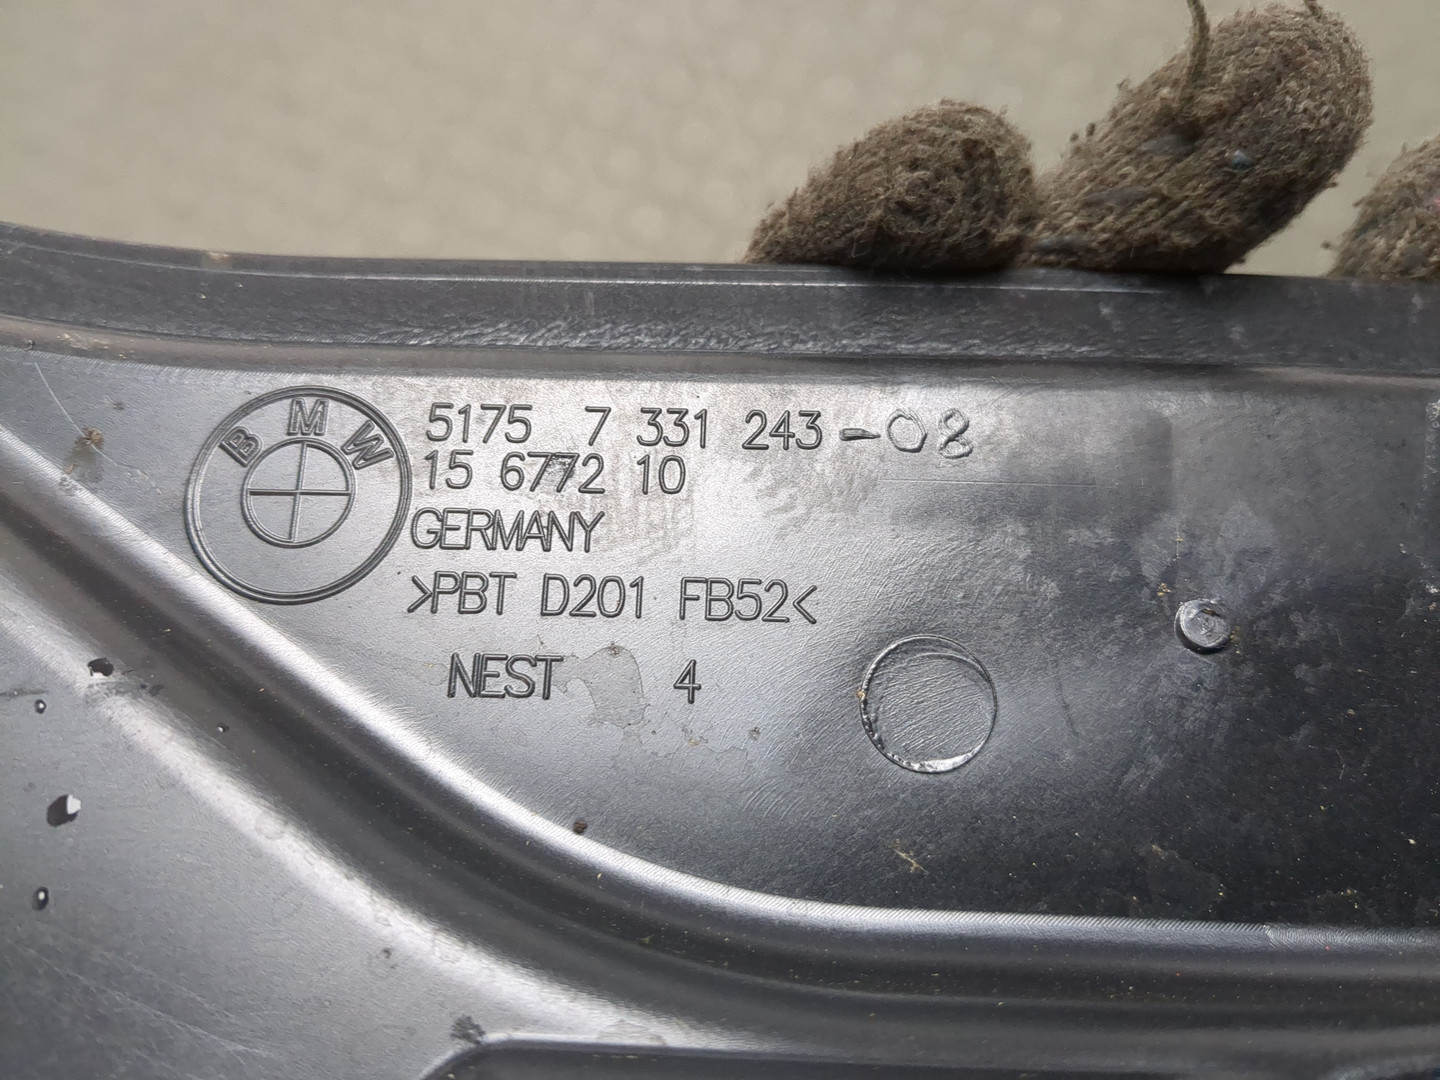 BMW
5175 7 331 243-08
15 6772 10
GERMANY
>PBT D201 FB52<
NEST 4